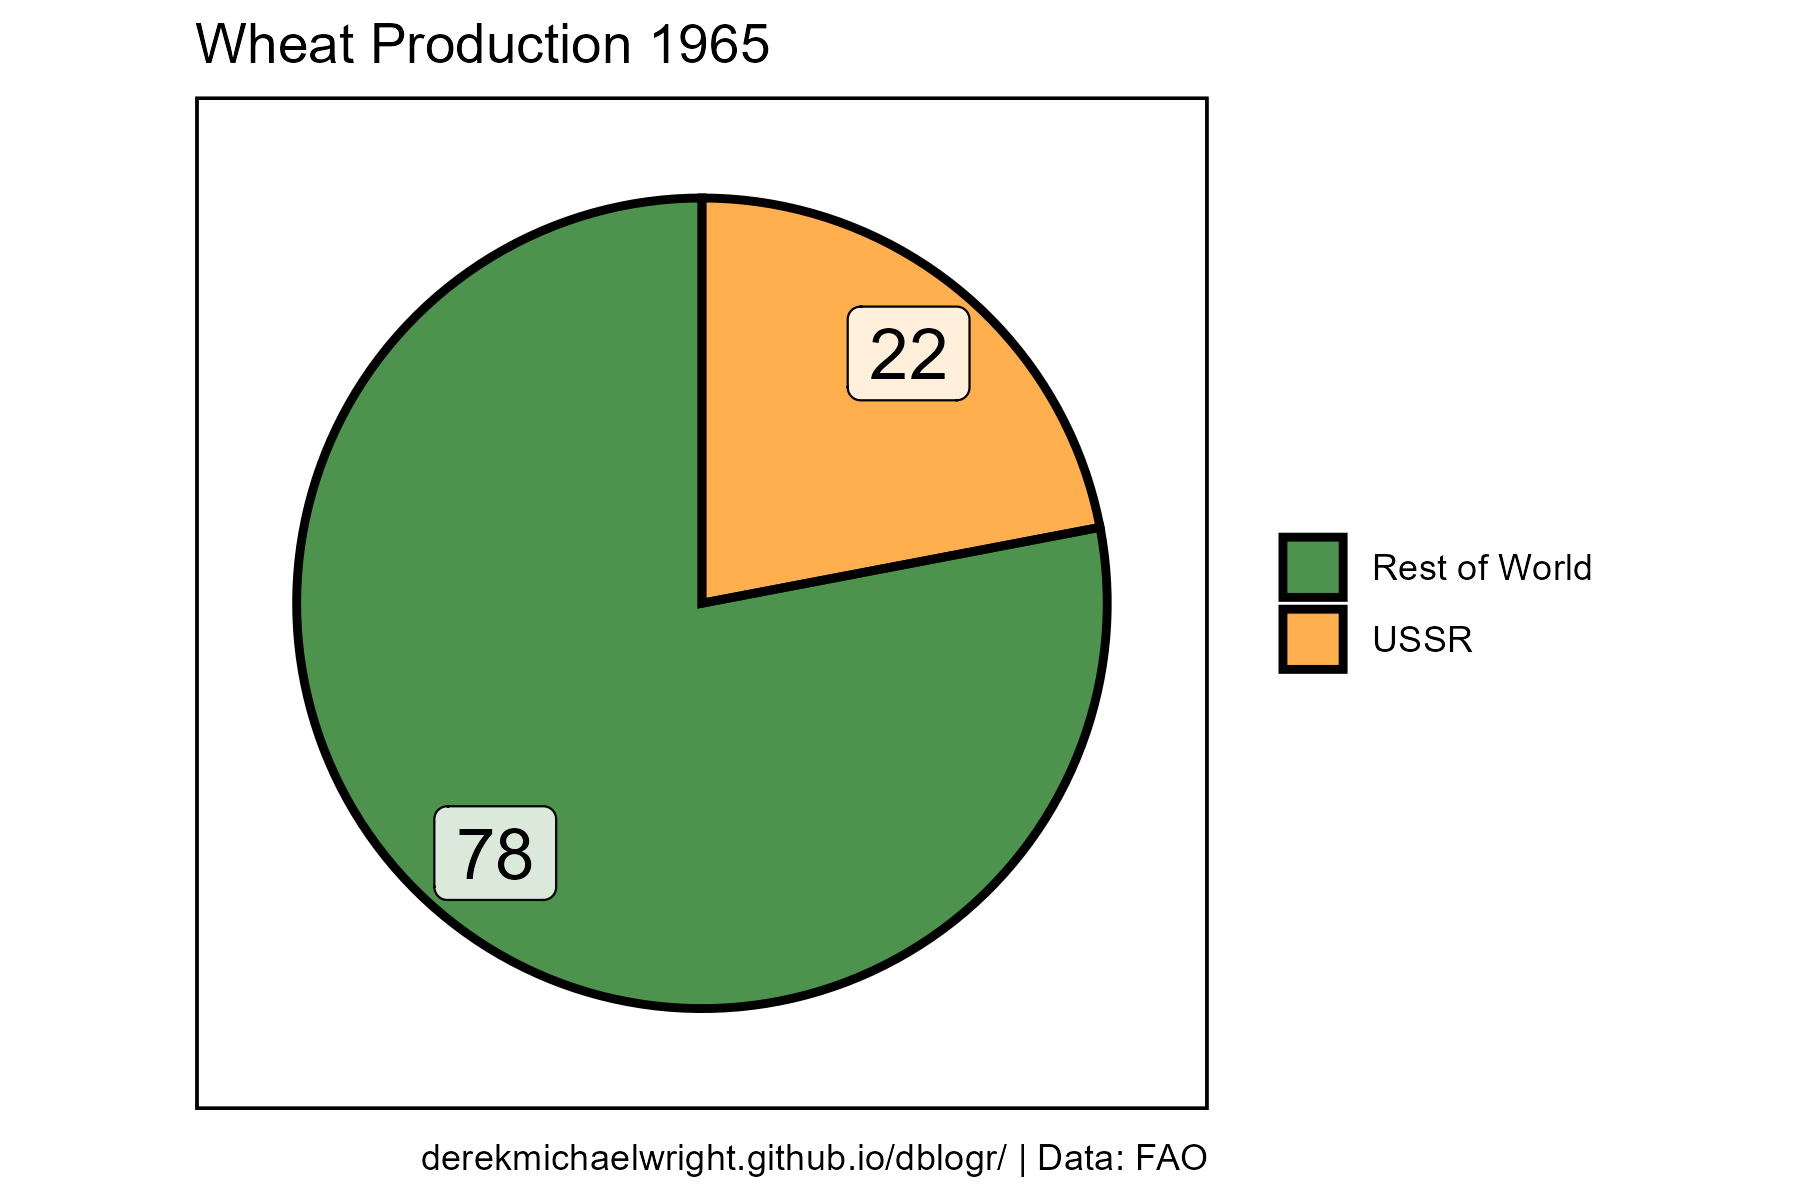 Wheat Production 1965
22
78
Rest of World
USSR
derekmichaelwright.github.io/dblogr/ | Data: FAO